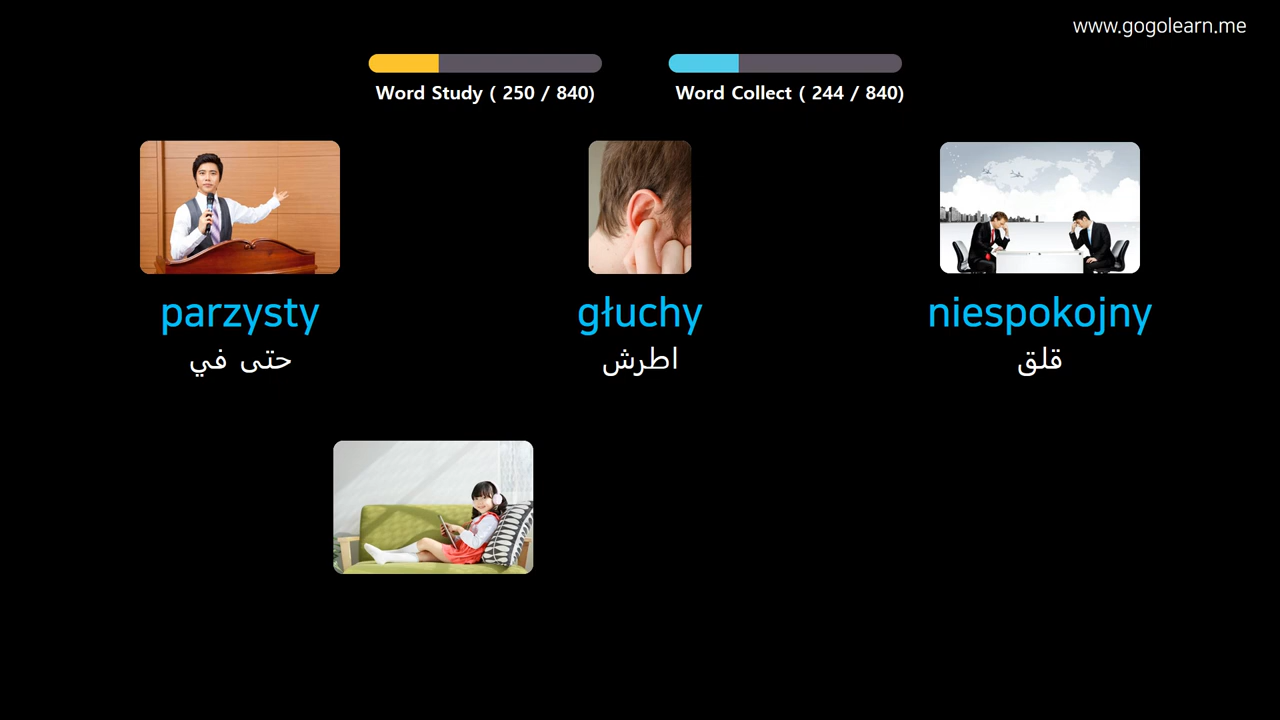 www.gogolearn.me
Word Study ( 250 / 840)
Word Collect ( 244 / 840)
parzysty
głuchy
niespokojny
حتى في
اطرش
قلق